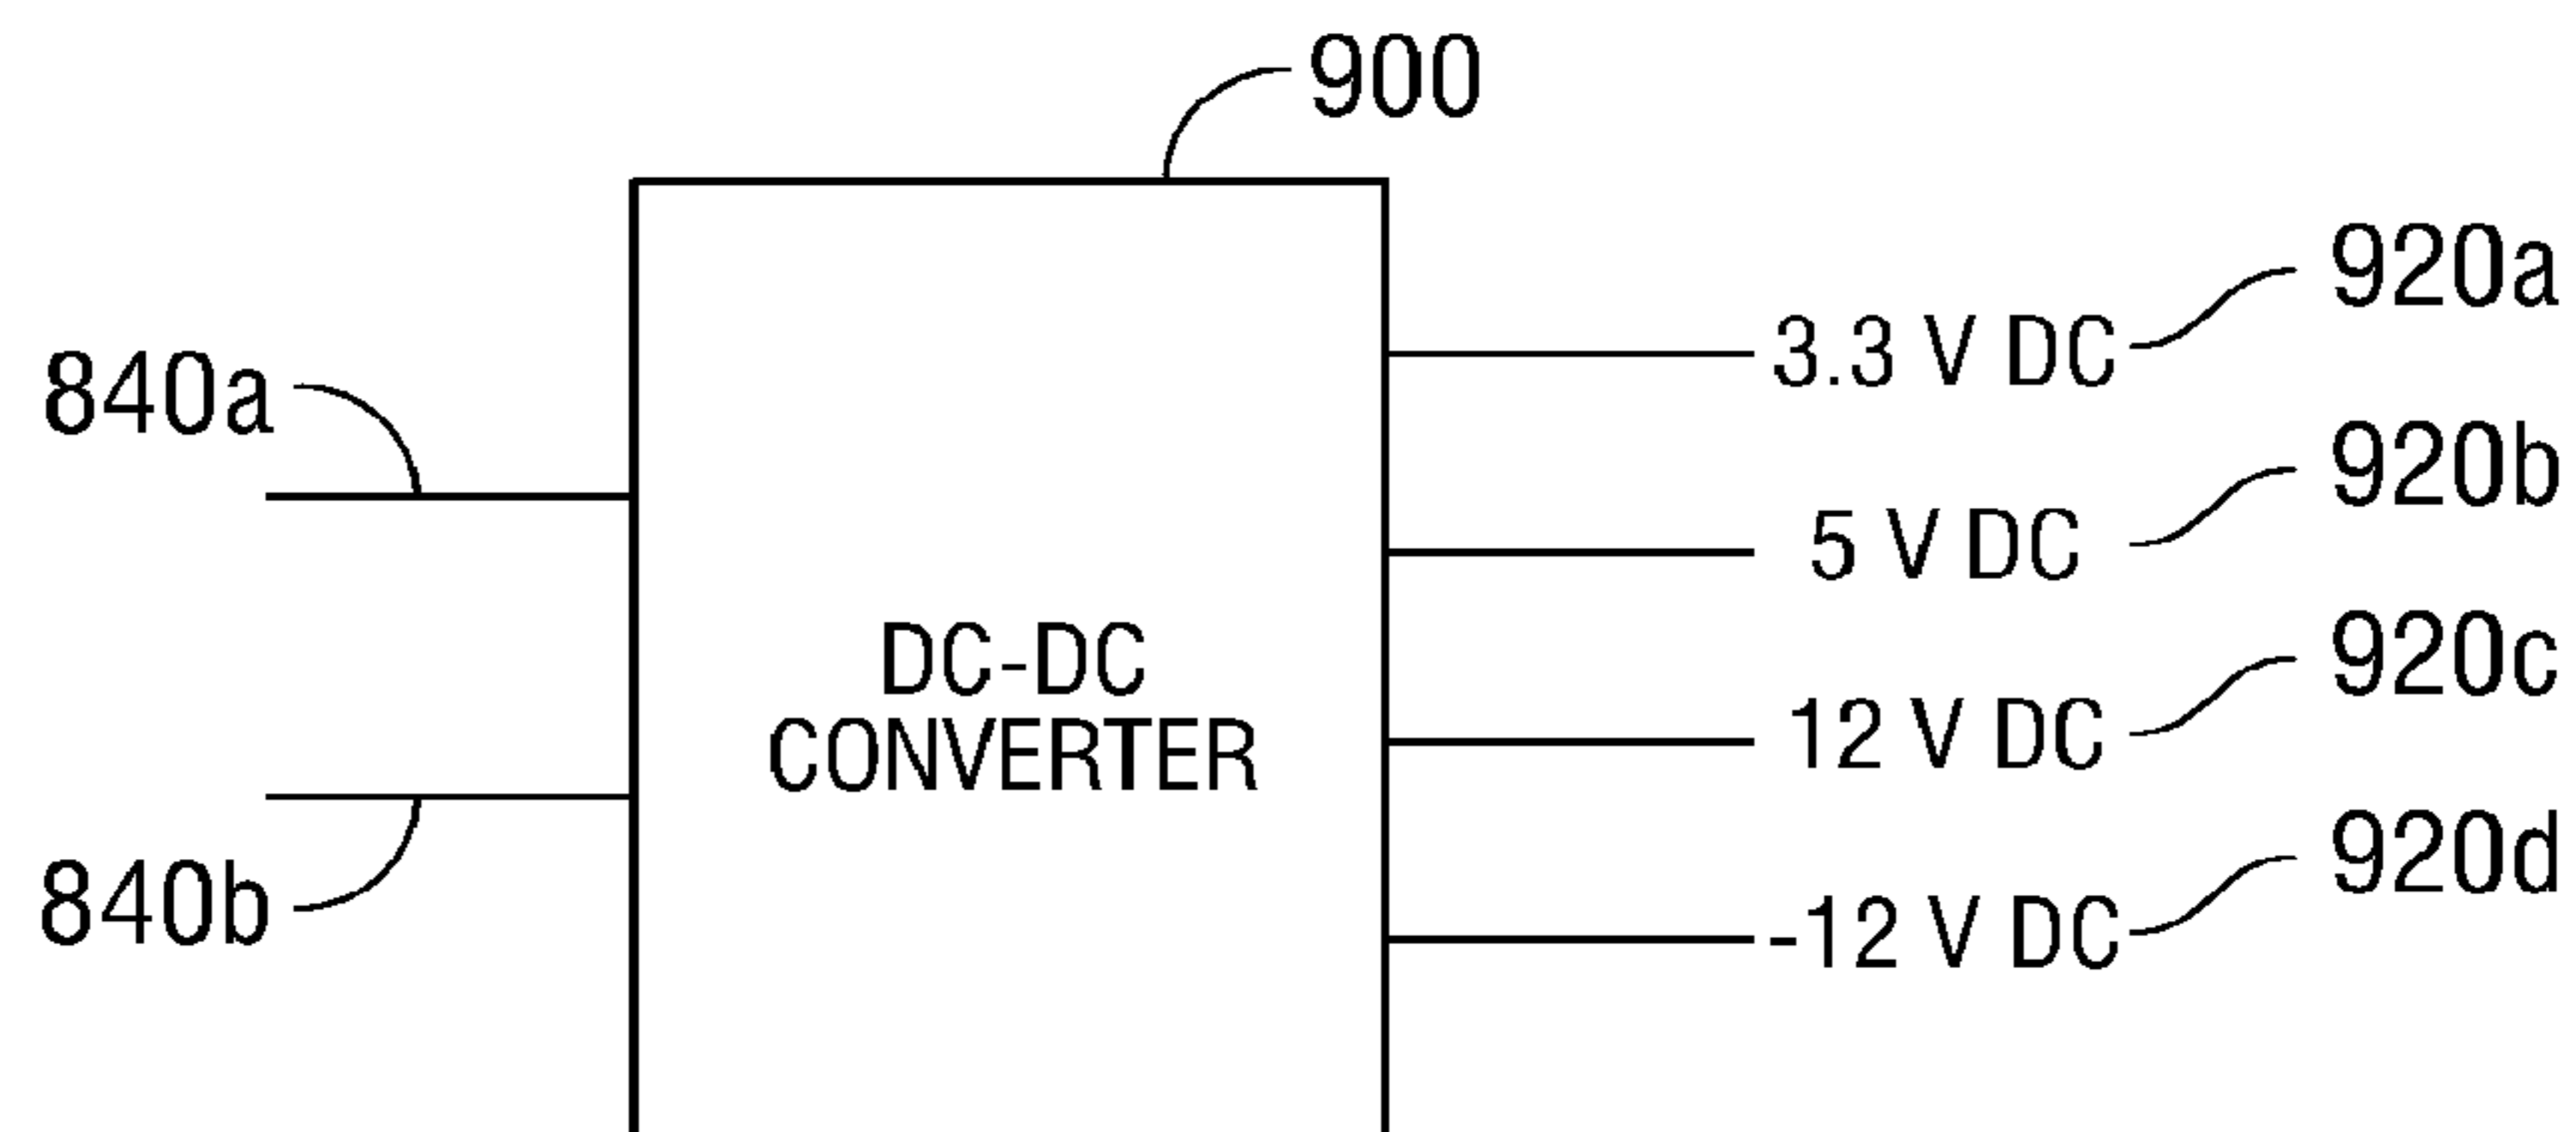 900
920a
3.3 V DC
840a
920b
5 V DC
920c
DC-DC
12 V DC
CONVERTER
920d
840b
-12 V DC